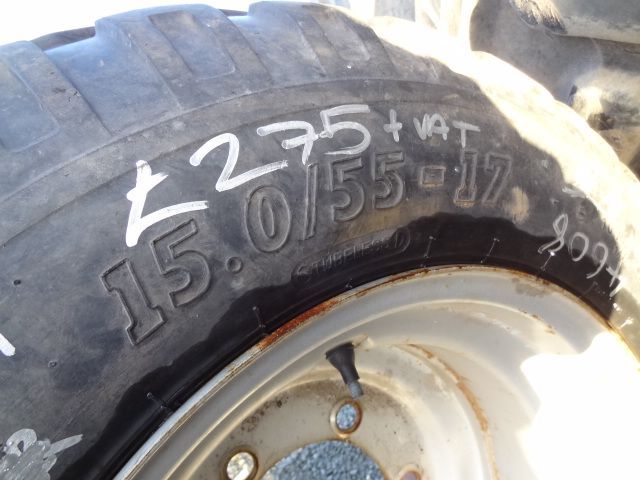 £275 + VAT
15.0/55-17
TUBELESS